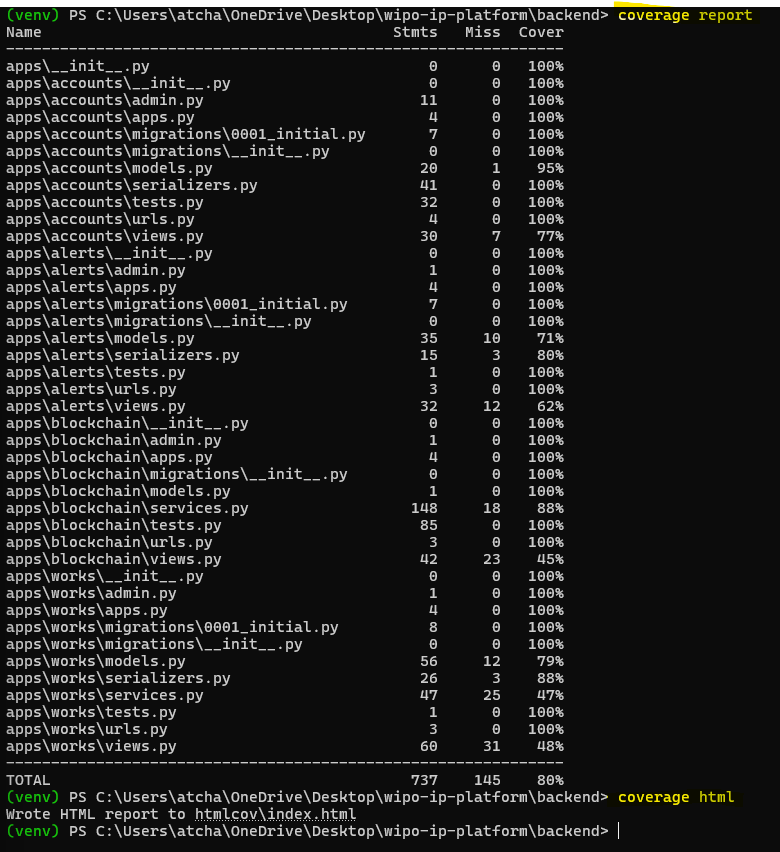 (venv) PS C:\Users\atcha\OneDrive\Desktop\wipo-ip-platform\backend> coverage report
Name                                       Stmts   Miss  Cover
--------------------------------------------------------------
apps\__init__.py                               0      0   100%
apps\accounts\__init__.py                      0      0   100%
apps\accounts\admin.py                        11      0   100%
apps\accounts\apps.py                          4      0   100%
apps\accounts\migrations\0001_initial.py       7      0   100%
apps\accounts\migrations\__init__.py           0      0   100%
apps\accounts\models.py                       20      1    95%
apps\accounts\serializers.py                  41      0   100%
apps\accounts\tests.py                        32      0   100%
apps\accounts\urls.py                          4      0   100%
apps\accounts\views.py                        30      7    77%
apps\alerts\__init__.py                        0      0   100%
apps\alerts\admin.py                           1      0   100%
apps\alerts\apps.py                            4      0   100%
apps\alerts\migrations\0001_initial.py         7      0   100%
apps\alerts\migrations\__init__.py             0      0   100%
apps\alerts\models.py                         35     10    71%
apps\alerts\serializers.py                    15      3    80%
apps\alerts\tests.py                           1      0   100%
apps\alerts\urls.py                            3      0   100%
apps\alerts\views.py                          32     12    62%
apps\blockchain\__init__.py                    0      0   100%
apps\blockchain\admin.py                       1      0   100%
apps\blockchain\apps.py                        4      0   100%
apps\blockchain\migrations\__init__.py         0      0   100%
apps\blockchain\models.py                      1      0   100%
apps\blockchain\services.py                  148     18    88%
apps\blockchain\tests.py                      85      0   100%
apps\blockchain\urls.py                        3      0   100%
apps\blockchain\views.py                      42     23    45%
apps\works\__init__.py                         0      0   100%
apps\works\admin.py                            1      0   100%
apps\works\apps.py                             4      0   100%
apps\works\migrations\0001_initial.py          8      0   100%
apps\works\migrations\__init__.py              0      0   100%
apps\works\models.py                          56     12    79%
apps\works\serializers.py                     26      3    88%
apps\works\services.py                        47     25    47%
apps\works\tests.py                            1      0   100%
apps\works\urls.py                             3      0   100%
apps\works\views.py                           60     31    48%
--------------------------------------------------------------
TOTAL                                        737    145    80%
(venv) PS C:\Users\atcha\OneDrive\Desktop\wipo-ip-platform\backend> coverage html
Wrote HTML report to htmlcov\index.html
(venv) PS C:\Users\atcha\OneDrive\Desktop\wipo-ip-platform\backend>